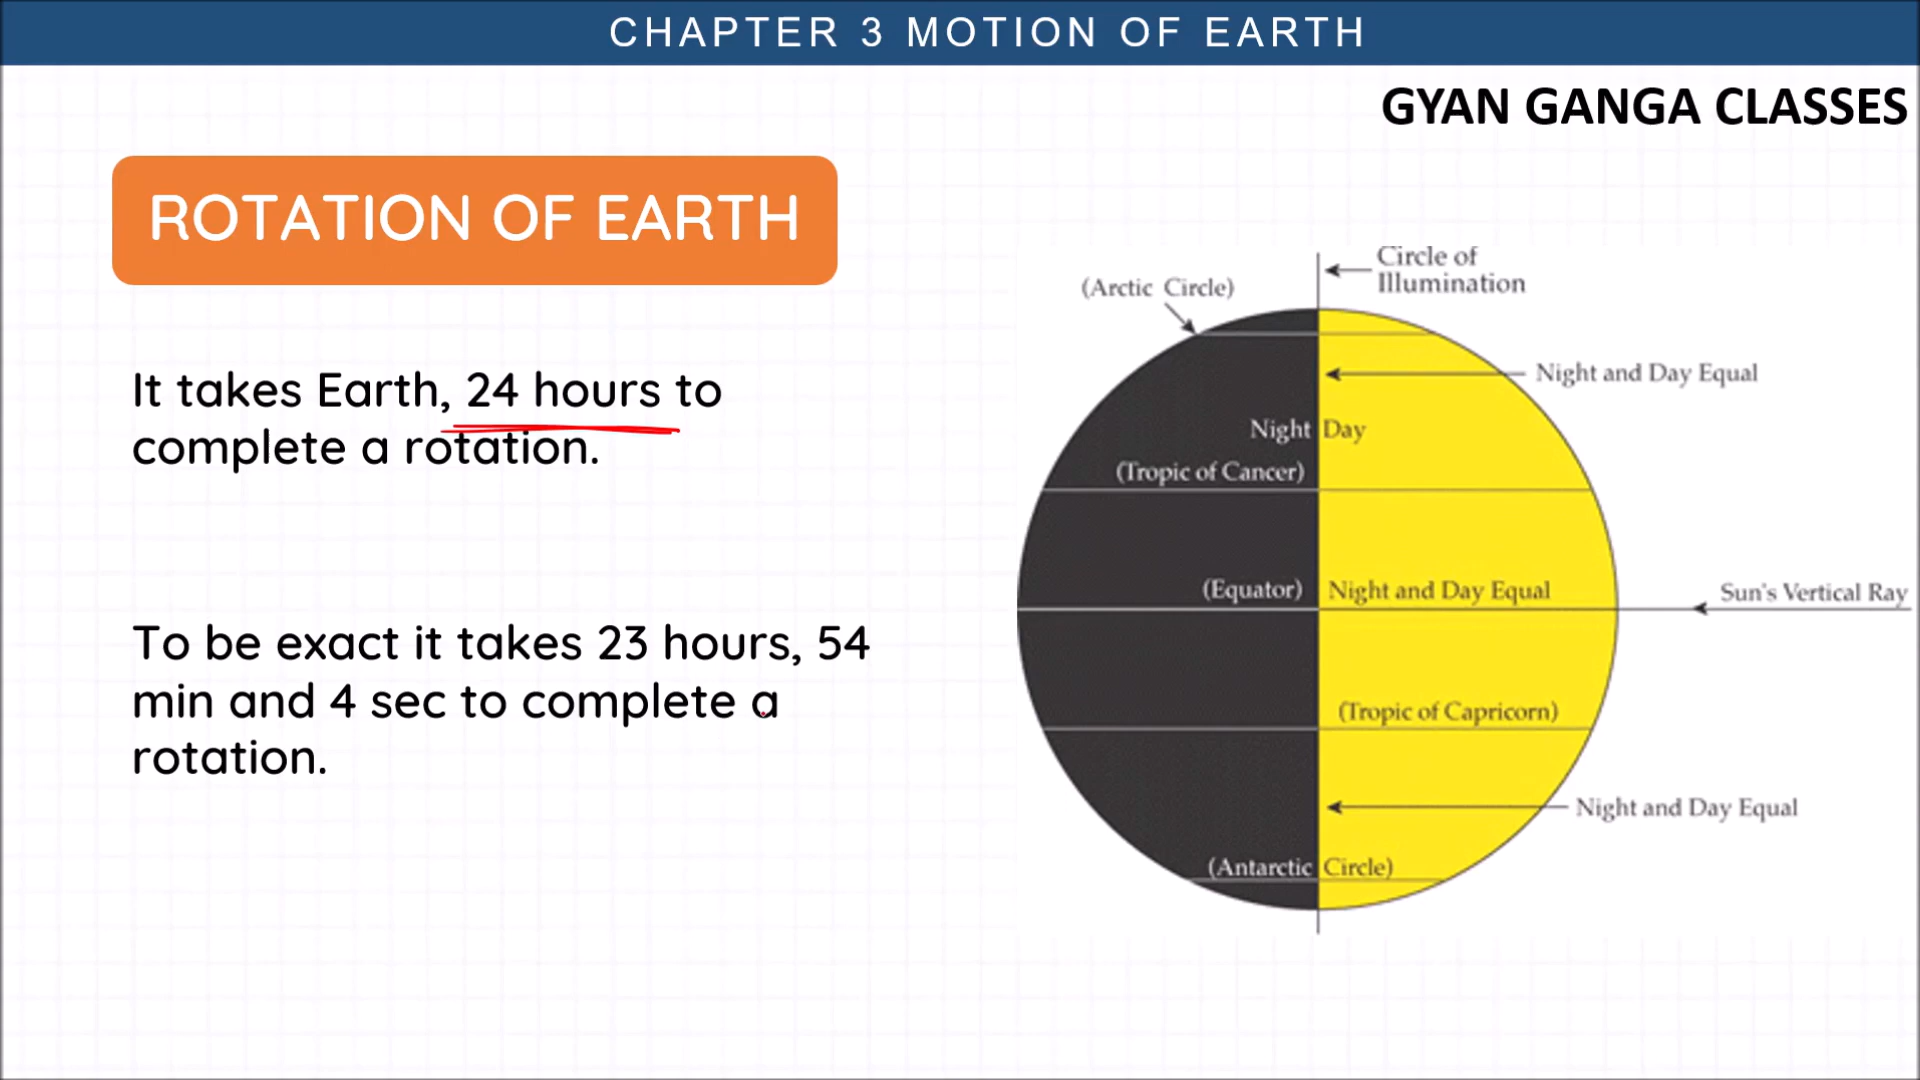 CHAPTER 3 MOTION OF EARTH
GYAN GANGA CLASSES
ROTATION OF EARTH
It takes Earth, 24 hours to
complete a rotation.
To be exact it takes 23 hours, 54
min and 4 sec to complete a
rotation.
Circle of
Illumination
(Arctic Circle)
Night and Day Equal
Night Day
(Tropic of Cancer)
(Equator) Night and Day Equal
Sun's Vertical Ray
(Tropic of Capricorn)
Night and Day Equal
(Antarctic Circle)